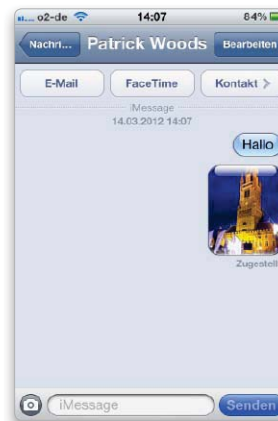 o2-de 14:07 84%
Nachri... Patrick Woods Bearbeiten
E-Mail FaceTime Kontakt >
iMessage
14.03.2012 14:07
Hallo
Zugestell
iMessage Senden